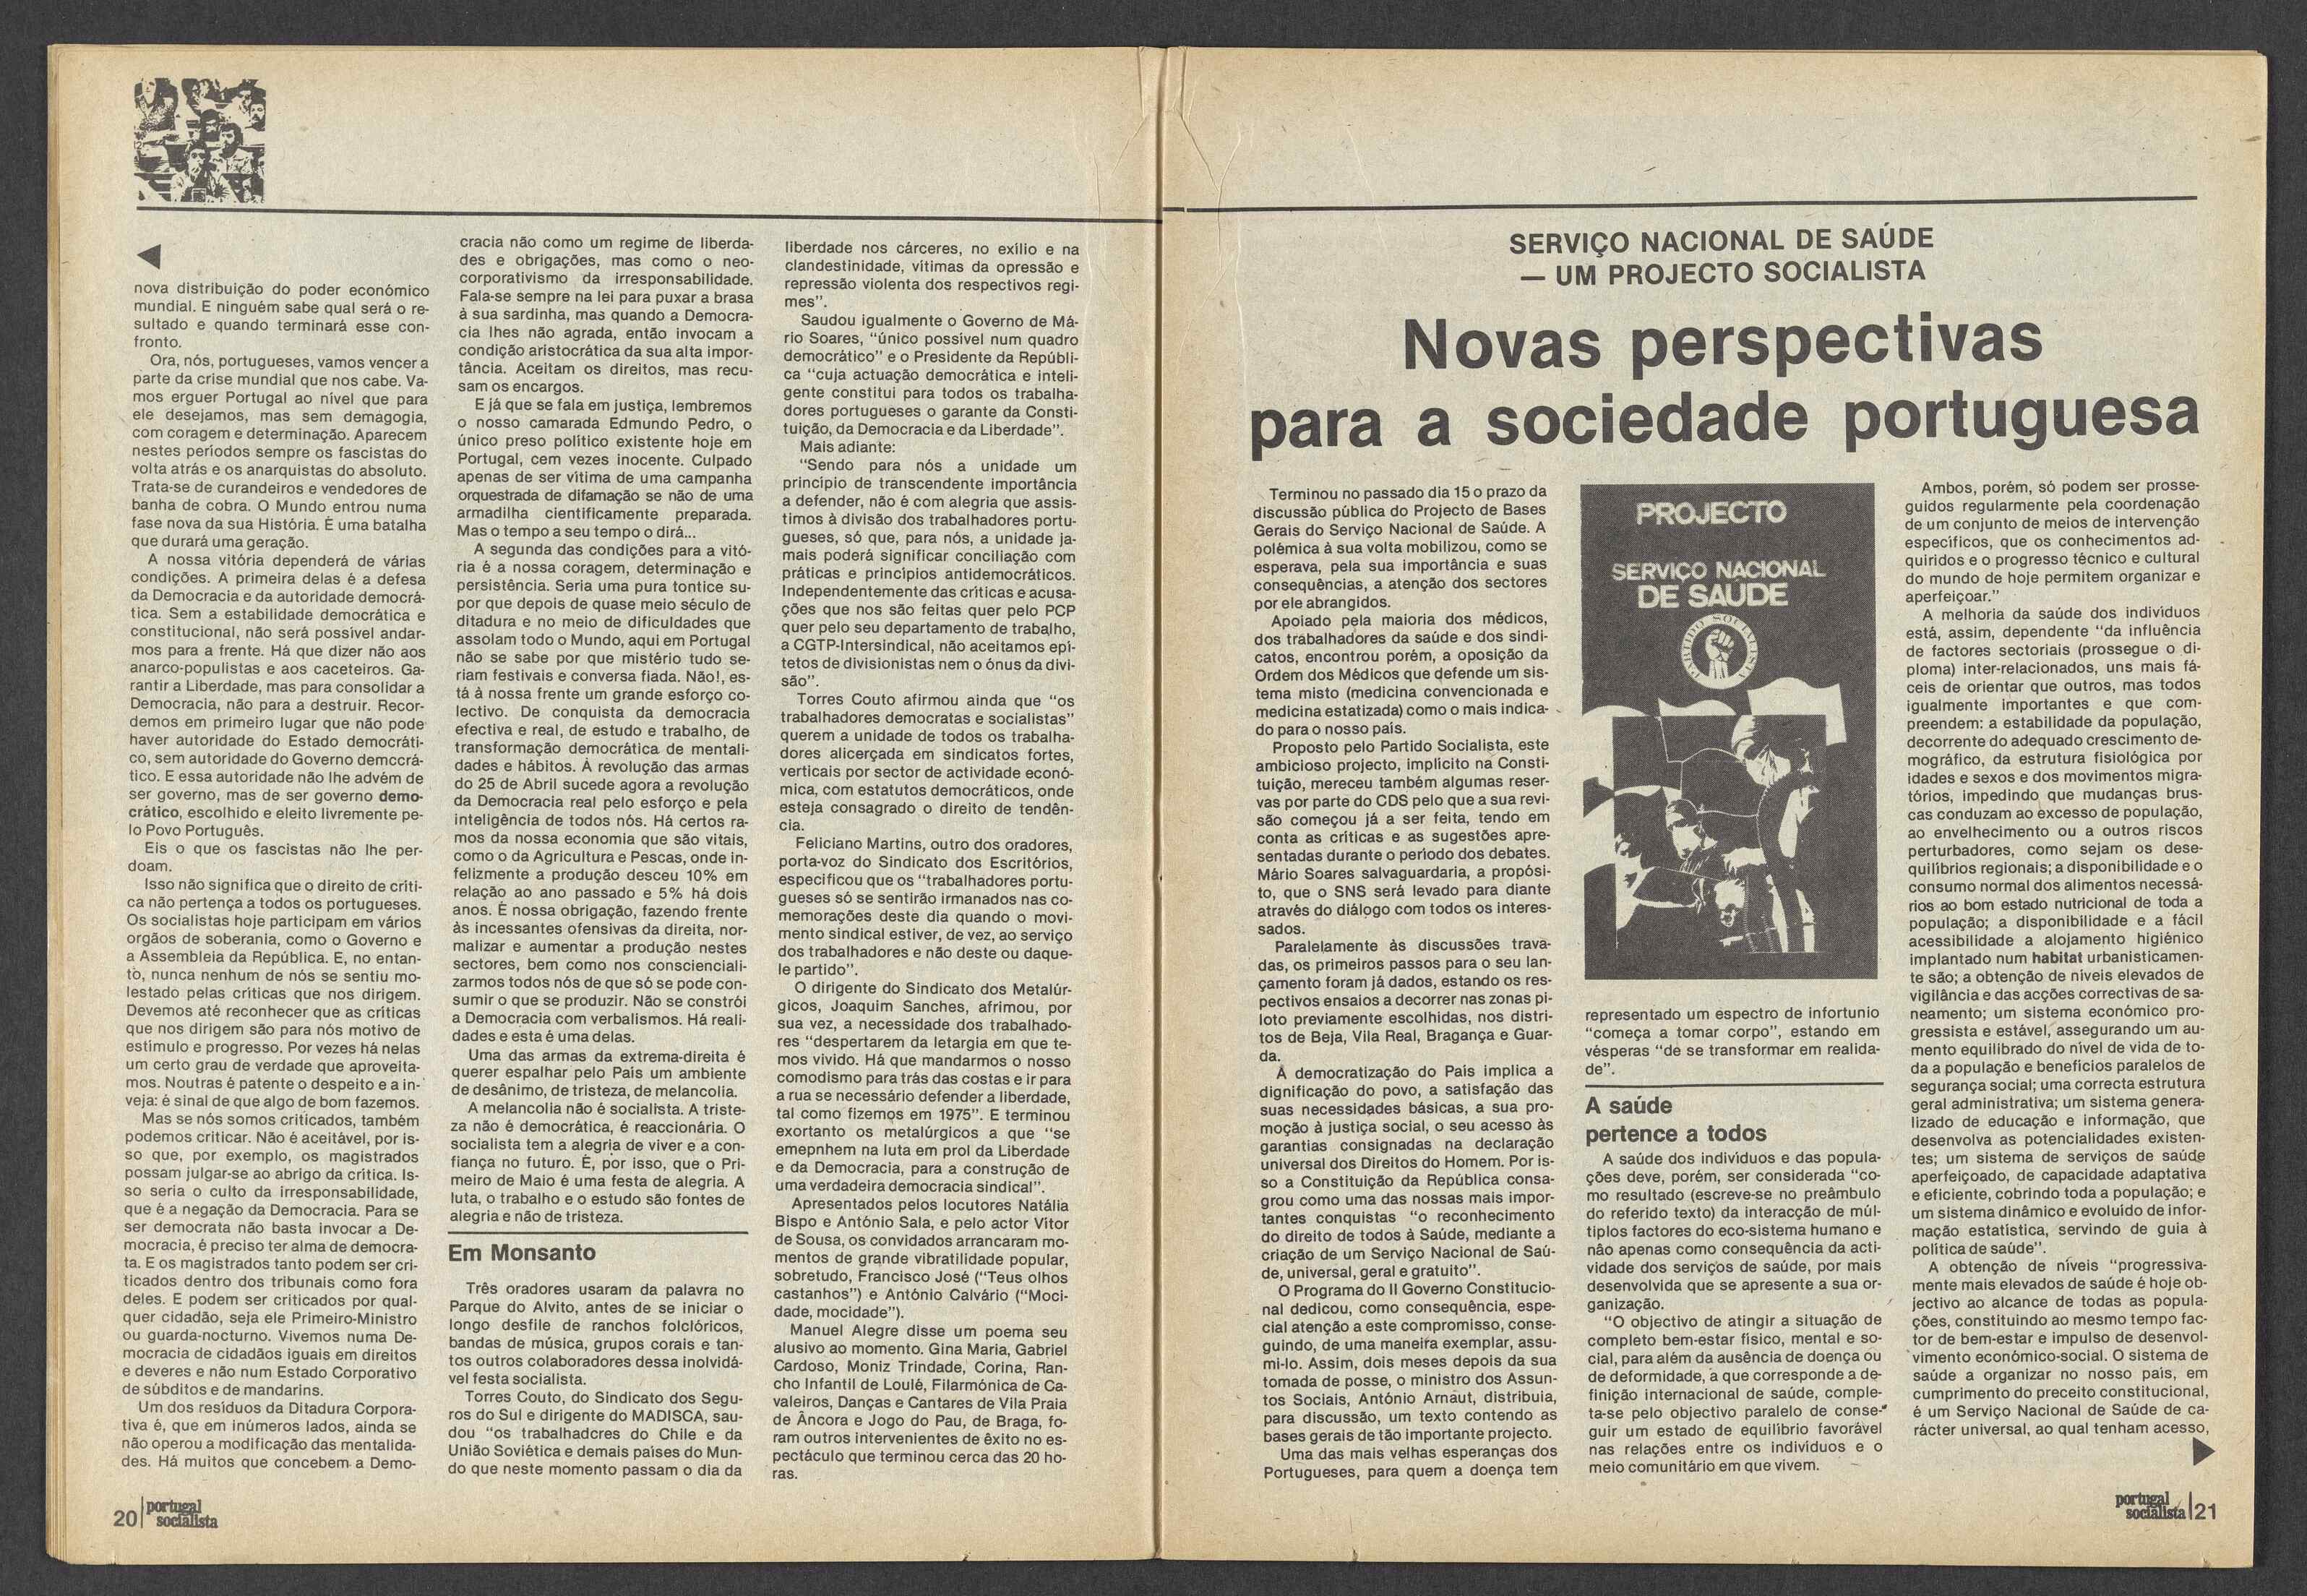 nova distribuição do poder económico
mundial. E ninguém sabe qual será o re-
sultado e quando terminará esse con-
fronto.
Ora, nós, portugueses, vamos vencer a
parte da crise mundial que nos cabe. Va-
mos erguer Portugal ao nível que para
ele desejamos, mas sem demagogia,
com coragem e determinação. Aparecem
nestes períodos sempre os fascistas do
volta atrás e os anarquistas do absoluto.
Trata-se de curandeiros e vendedores de
banha de cobra. O Mundo entrou numa
fase nova da sua História. É uma batalha
que durará uma geração.
A nossa vitória dependerá de várias
condições. A primeira delas é a defesa
da Democracia e da autoridade democrá-
tica. Sem a estabilidade democrática e
constitucional, não será possível andar-
mos para a frente. Há que dizer não aos
anarco-populistas e aos caceteiros. Ga-
rantir a Liberdade, mas para consolidar a
Democracia, não para a destruir. Recor-
demos em primeiro lugar que não pode
haver autoridade do Estado democráti-
co, sem autoridade do Governo democrá-
tico. E essa autoridade não lhe advém de
ser governo, mas de ser governo demo-
crático, escolhido e eleito livremente pe-
lo Povo Português.
Eis o que os fascistas não lhe per-
doam.
Isso não significa que o direito de críti-
ca não pertença a todos os portugueses.
Os socialistas hoje participam em vários
orgãos de soberania, como o Governo e
a Assembleia da República. E, no entan-
to, nunca nenhum de nós se sentiu mo-
lestado pelas críticas que nos dirigem.
Devemos até reconhecer que as críticas
que nos dirigem são para nós motivo de
estímulo e progresso. Por vezes há nelas
um certo grau de verdade que aproveita-
mos. Noutras é patente o despeito e a in-
veja: é sinal de que algo de bom fazemos.
Mas se nós somos criticados, também
podemos criticar. Não é aceitável, por is-
so que, por exemplo, os magistrados
possam julgar-se ao abrigo da crítica. Is-
so seria o culto da irresponsabilidade,
que é a negação da Democracia. Para se
ser democrata não basta invocar a De-
mocracia, é preciso ter alma de democra-
ta. E os magistrados tanto podem ser cri-
ticados dentro dos tribunais como fora
deles. E podem ser criticados por qual-
quer cidadão, seja ele Primeiro-Ministro
ou guarda-nocturno. Vivemos numa De-
mocracia de cidadãos iguais em direitos
e deveres e não num Estado Corporativo
de súbditos e de mandarins.
Um dos resíduos da Ditadura Corpora-
tiva é, que em inúmeros lados, ainda se
não operou a modificação das mentalida-
des. Há muitos que concebem a Demo-
cracia não como um regime de liberda-
des e obrigações, mas como o neo-
corporativismo da irresponsabilidade.
Fala-se sempre na lei para puxar a brasa
à sua sardinha, mas quando a Democra-
cia lhes não agrada, então invocam a
condição aristocrática da sua alta impor-
tância. Aceitam os direitos, mas recu-
sam os encargos.
E já que se fala em justiça, lembremos
o nosso camarada Edmundo Pedro, o
único preso político existente hoje em
Portugal, cem vezes inocente. Culpado
apenas de ser vítima de uma campanha
orquestrada de difamação se não de uma
armadilha cientificamente preparada.
Mas o tempo a seu tempo o dirá...
A segunda das condições para a vitó-
ria é a nossa coragem, determinação e
persistência. Seria uma pura tontice su-
por que depois de quase meio século de
ditadura e no meio de dificuldades que
assolam todo o Mundo, aqui em Portugal
não se sabe por que mistério tudo se-
riam festivais e conversa fiada. Não!, es-
tá à nossa frente um grande esforço co-
lectivo. De conquista da democracia
efectiva e real, de estudo e trabalho, de
transformação democrática de mentali-
dades e hábitos. À revolução das armas
do 25 de Abril sucede agora a revolução
da Democracia real pelo esforço e pela
inteligência de todos nós. Há certos ra-
mos da nossa economia que são vitais,
como o da Agricultura e Pescas, onde in-
felizmente a produção desceu 10% em
relação ao ano passado e 5% há dois
anos. É nossa obrigação, fazendo frente
às incessantes ofensivas da direita, nor-
malizar e aumentar a produção nestes
sectores, bem como nos consciencializ-
zarmos todos nós de que só se pode con-
sumir o que se produzir. Não se constrói
a Democracia com verbalismos. Há reali-
dades e esta é uma delas.
Uma das armas da extrema-direita é
querer espalhar pelo País um ambiente
de desânimo, de tristeza, de melancolia.
A melancolia não é socialista. A triste-
za não é democrática, é reaccionária. O
socialista tem a alegria de viver e a con-
fiança no futuro. É, por isso, que o Pri-
meiro de Maio é uma festa de alegria. A
luta, o trabalho e o estudo são fontes de
alegria e não de tristeza.
Em Monsanto
Três oradores usaram da palavra no
Parque do Alvito, antes de se iniciar o
longo desfile de ranchos folclóricos,
bandas de música, grupos corais e tan-
tos outros colaboradores dessa inolvidá-
vel festa socialista.
Torres Couto, do Sindicato dos Segu-
ros do Sul e dirigente do MADISCA, sau-
dou "os trabalhadores do Chile e da
União Soviética e demais países do Mun-
do que neste momento passam o dia da
liberdade nos cárceres, no exílio e na
clandestinidade, vítimas da opressão e
repressão violenta dos respectivos regi-
mes".
Saudou igualmente o Governo de Má-
rio Soares, "único possível num quadro
democrático" e o Presidente da Repúbli-
ca "cuja actuação democrática e inteli-
gente constitui para todos os trabalha-
dores portugueses o garante da Consti-
tuição, da Democracia e da Liberdade".
Mais adiante:
"Sendo para nós a unidade um
princípio de transcendente importância
a defender, não é com alegria que assis-
timos à divisão dos trabalhadores portu-
gueses, só que, para nós, a unidade ja-
mais poderá significar conciliação com
práticas e princípios antidemocráticos.
Independentemente das críticas e acusa-
ções que nos são feitas quer pelo PCP
quer pelo seu departamento de trabalho,
a CGTP-Intersindical, não aceitamos epí-
tetos de divisionistas nem o ónus da divi-
são".
Torres Couto afirmou ainda que "os
trabalhadores democratas e socialistas"
querem a unidade de todos os trabalha-
dores alicerçada em sindicatos fortes,
verticais por sector de actividade econó-
mica, com estatutos democráticos, onde
esteja consagrado o direito de tendên-
cia.
Feliciano Martins, outro dos oradores,
porta-voz do Sindicato dos Escritórios,
especificou que os "trabalhadores portu-
gueses só se sentirão irmanados nas co-
memorações deste dia quando o movi-
mento sindical estiver, de vez, ao serviço
dos trabalhadores e não deste ou daque-
le partido".
O dirigente do Sindicato dos Metalúr-
gicos, Joaquim Sanches, afrimou, por
sua vez, a necessidade dos trabalhado-
res "despertarem da letargia em que te-
mos vivido. Há que mandarmos o nosso
comodismo para trás das costas e ir para
a rua se necessário defender a liberdade,
tal como fizemos em 1975". E terminou
exortanto os metalúrgicos a que "se
emepnhem na luta em prol da Liberdade
e da Democracia, para a construção de
uma verdadeira democracia sindical".
Apresentados pelos locutores Natália
Bispo e António Sala, e pelo actor Vítor
de Sousa, os convidados arrancaram mo-
mentos de grande vibratilidade popular,
sobretudo, Francisco José ("Teus olhos
castanhos") e António Calvário ("Moci-
dade, mocidade").
Manuel Alegre disse um poema seu
alusivo ao momento. Gina Maria, Gabriel
Cardoso, Moniz Trindade, Corina, Ran-
cho Infantil de Loulé, Filarmónica de Ca-
valeiros, Danças e Cantares de Vila Praia
de Âncora e Jogo do Pau, de Braga, fo-
ram outros intervenientes de êxito no es-
pectáculo que terminou cerca das 20 ho-
ras.
20 portugal
socialista
SERVIÇO NACIONAL DE SAÚDE
— UM PROJECTO SOCIALISTA
Novas perspectivas
para a sociedade portuguesa
Terminou no passado dia 15 o prazo da
discussão pública do Projecto de Bases
Gerais do Serviço Nacional de Saúde. A
polémica à sua volta mobilizou, como se
esperava, pela sua importância e suas
consequências, a atenção dos sectores
por ele abrangidos.
Apoiado pela maioria dos médicos,
dos trabalhadores da saúde e dos sindi-
catos, encontrou porém, a oposição da
Ordem dos Médicos que defende um sis-
tema misto (medicina convencionada e
medicina estatizada) como o mais indica-
do para o nosso país.
Proposto pelo Partido Socialista, este
ambicioso projecto, implícito na Consti-
tuição, mereceu também algumas reser-
vas por parte do CDS pelo que a sua revi-
são começou já a ser feita, tendo em
conta as críticas e as sugestões apre-
sentadas durante o período dos debates.
Mário Soares salvaguardaria, a propósi-
to, que o SNS será levado para diante
através do diálogo com todos os interes-
sados.
Paralelamente às discussões trava-
das, os primeiros passos para o seu lan-
çamento foram já dados, estando os res-
pectivos ensaios a decorrer nas zonas pi-
loto previamente escolhidas, nos distri-
tos de Beja, Vila Real, Bragança e Guar-
da.
A democratização do País implica a
dignificação do povo, a satisfação das
suas necessidades básicas, a sua pro-
moção à justiça social, o seu acesso às
garantias consignadas na declaração
universal dos Direitos do Homem. Por is-
so a Constituição da República consa-
grou como uma das nossas mais impor-
tantes conquistas "o reconhecimento
do direito de todos à Saúde, mediante a
criação de um Serviço Nacional de Saú-
de, universal, geral e gratuito".
O Programa do II Governo Constitucio-
nal dedicou, como consequência, espe-
cial atenção a este compromisso, conse-
guindo, de uma maneira exemplar, assu-
mi-lo. Assim, dois meses depois da sua
tomada de posse, o ministro dos Assun-
tos Sociais, António Arnaut, distribuía,
para discussão, um texto contendo as
bases gerais de tão importante projecto.
Uma das mais velhas esperanças dos
Portugueses, para quem a doença tem
PROJECTO
SERVIÇO NACIONAL
DE SAUDE
PARTIDO SOCIALISTA
representado um espectro de infortunio
"começa a tomar corpo", estando em
vésperas "de se transformar em realida-
de".
A saúde
pertence a todos
A saúde dos indivíduos e das popula-
ções deve, porém, ser considerada "co-
mo resultado (escreve-se no preâmbulo
do referido texto) da interacção de múl-
tiplos factores do eco-sistema humano e
não apenas como consequência da acti-
vidade dos serviços de saúde, por mais
desenvolvida que se apresente a sua or-
ganização.
"O objectivo de atingir a situação de
completo bem-estar físico, mental e so-
cial, para além da ausência de doença ou
de deformidade, a que corresponde a de-
finição internacional de saúde, comple-
ta-se pelo objectivo paralelo de conse-
guir um estado de equilíbrio favorável
nas relações entre os indivíduos e o
meio comunitário em que vivem.
Ambos, porém, só podem ser prosse-
guidos regularmente pela coordenação
de um conjunto de meios de intervenção
específicos, que os conhecimentos ad-
quiridos e o progresso técnico e cultural
do mundo de hoje permitem organizar e
aperfeiçoar."
A melhoria da saúde dos indivíduos
está, assim, dependente "da influência
de factores sectoriais (prossegue o di-
ploma) inter-relacionados, uns mais fá-
ceis de orientar que outros, mas todos
igualmente importantes e que com-
preendem: a estabilidade da população,
decorrente do adequado crescimento de-
mográfico, da estrutura fisiológica por
idades e sexos e dos movimentos migra-
tórios, impedindo que mudanças brus-
cas conduzam ao excesso de população,
ao envelhecimento ou a outros riscos
perturbadores, como sejam os dese-
quilíbrios regionais; a disponibilidade e o
consumo normal dos alimentos necessá-
rios ao bom estado nutricional de toda a
população; a disponibilidade e a fácil
acessibilidade a alojamento higiénico
implantado num habitat urbanisticamen-
te são; a obtenção de níveis elevados de
vigilância e das acções correctivas de sa-
neamento; um sistema económico pro-
gressista e estável, assegurando um au-
mento equilibrado do nível de vida de to-
da a população e benefícios paralelos de
segurança social; uma correcta estrutura
geral administrativa; um sistema genera-
lizado de educação e informação, que
desenvolva as potencialidades existen-
tes; um sistema de serviços de saúde
aperfeiçoado, de capacidade adaptativa
e eficiente, cobrindo toda a população; e
um sistema dinâmico e evoluído de infor-
mação estatística, servindo de guia à
política de saúde".
A obtenção de níveis "progressiva-
mente mais elevados de saúde é hoje ob-
jectivo ao alcance de todas as popula-
ções, constituindo ao mesmo tempo fac-
tor de bem-estar e impulso de desenvol-
vimento económico-social. O sistema de
saúde a organizar no nosso país, em
cumprimento do preceito constitucional,
é um Serviço Nacional de Saúde de ca-
rácter universal, ao qual tenham acesso,
portugal
socialista 21